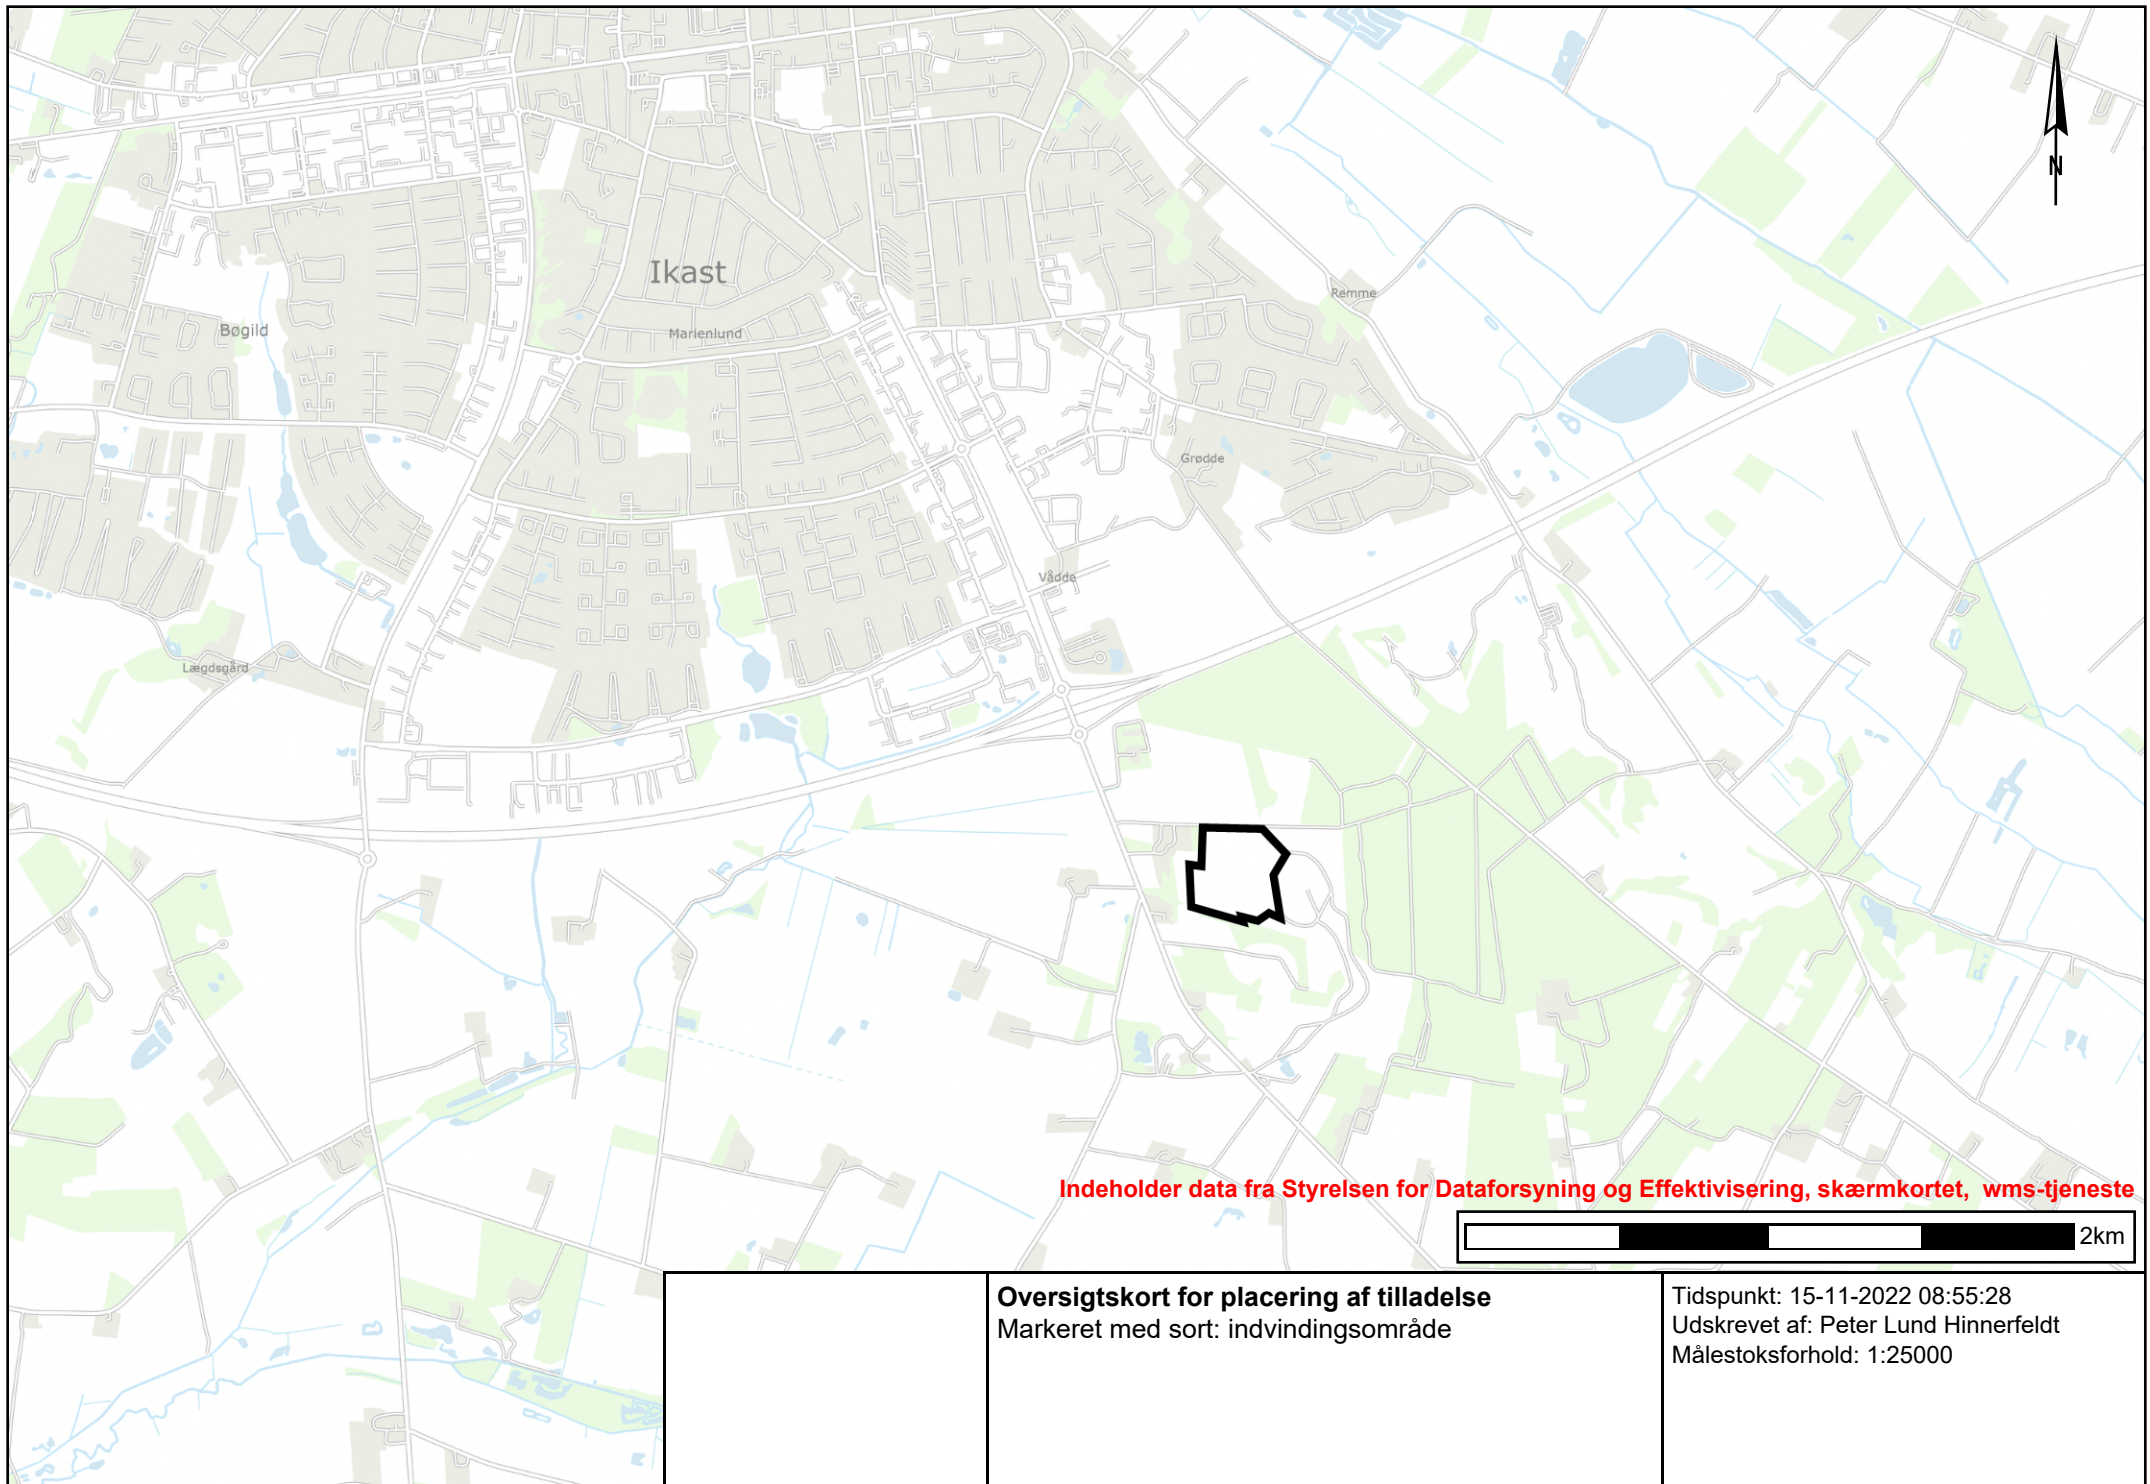 N
Ikast
Remme
Bøgild
Marienlund
Grødde
Vådde
Lægdsgård
Indeholder data fra Styrelsen for Dataforsyning og Effektivisering, skærmkortet, wms-tjeneste
2km
Oversigtskort for placering af tilladelse
Markeret med sort: indvindingsområde
Tidspunkt: 15-11-2022 08:55:28
Udskrevet af: Peter Lund Hinnerfeldt
Målestoksforhold: 1:25000